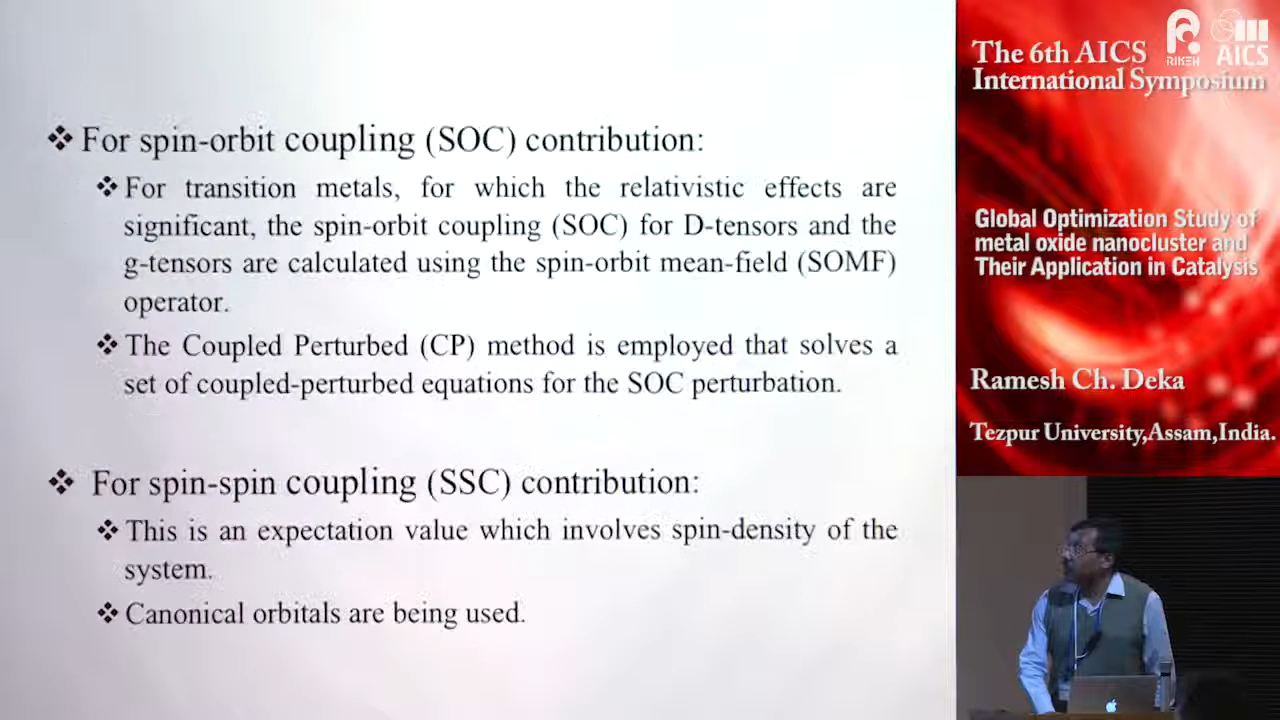 ❖ For spin-orbit coupling (SOC) contribution:
❖ For transition metals, for which the relativistic effects are
significant, the spin-orbit coupling (SOC) for D-tensors and the
g-tensors are calculated using the spin-orbit mean-field (SOMF)
operator.
❖ The Coupled Perturbed (CP) method is employed that solves a
set of coupled-perturbed equations for the SOC perturbation.
❖ For spin-spin coupling (SSC) contribution:
❖ This is an expectation value which involves spin-density of the
system.
❖ Canonical orbitals are being used.
The 6th AICS
International Symposium
RIKEN
AICS
Global Optimization Study of
metal oxide nanocluster and
Their Application in Catalysis
Ramesh Ch. Deka
Tezpur University,Assam,India.